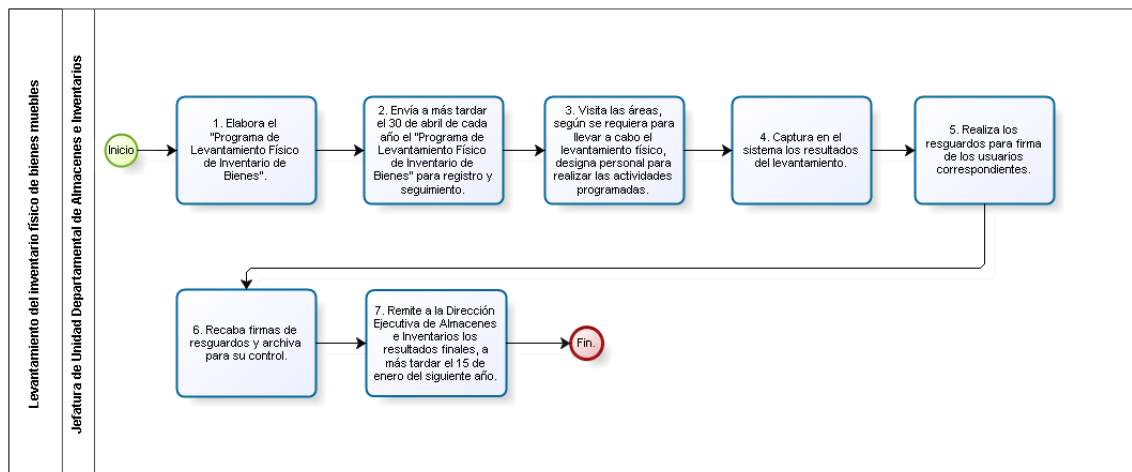 Levantamiento del inventario físico de bienes muebles
Jefatura de Unidad Departamental de Almacenes e Inventarios
Inicio
1. Elabora el
"Programa de
Levantamiento Físico
de Inventario de
Bienes".
2. Envía a más tardar
el 30 de abril de cada
año el "Programa de
Levantamiento Físico
de Inventario de
Bienes" para registro y
seguimiento.
3. Visita las áreas,
según se requiera para
llevar a cabo el
levantamiento físico,
designa personal para
realizar las actividades
programadas.
4. Captura en el
sistema los resultados
del levantamiento.
5. Realiza los
resguardos para firma
de los usuarios
correspondientes.
6. Recaba firmas de
resguardos y archiva
para su control.
7. Remite a la Dirección
Ejecutiva de Almacenes
e Inventarios los
resultados finales, a
más tardar el 15 de
enero del siguiente año.
Fin.